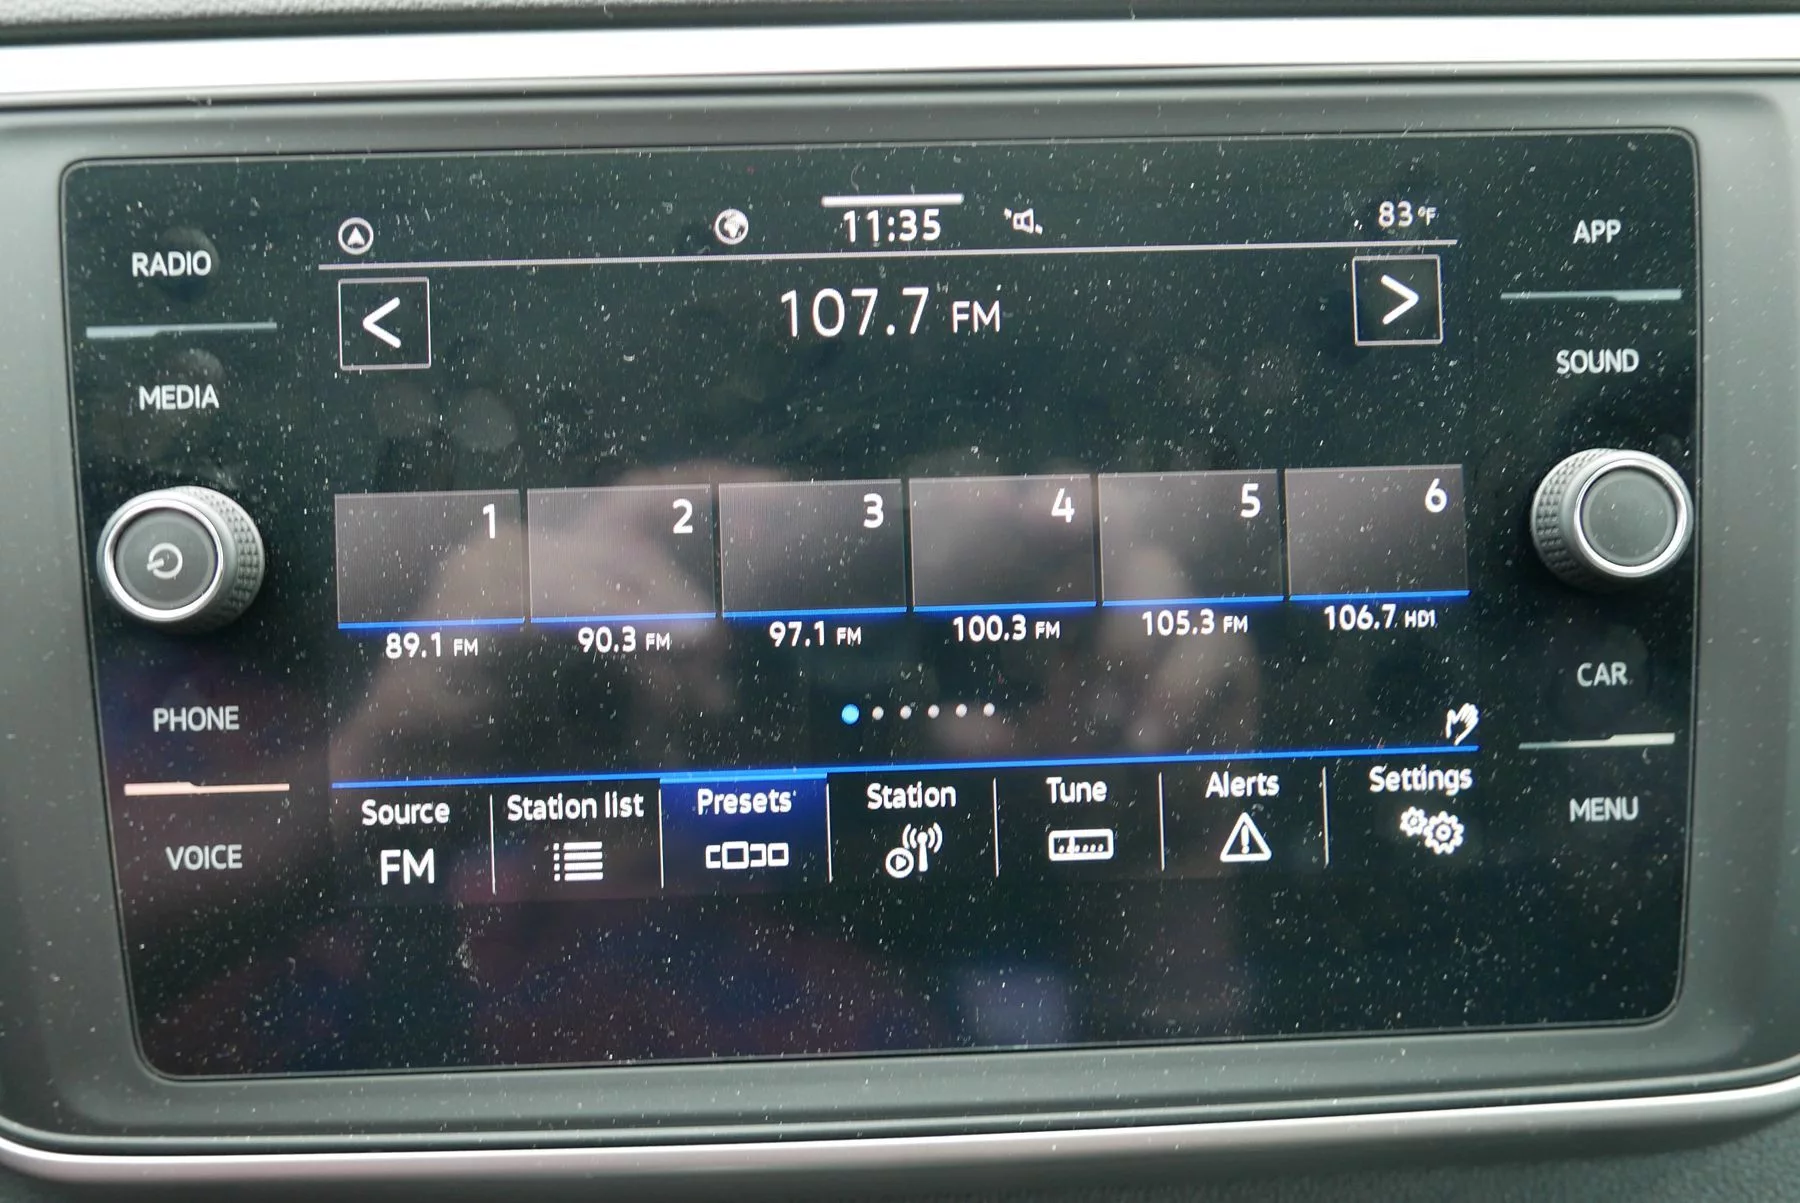 11:35
83°F
RADIO
APP
< 107.7 FM >
SOUND
MEDIA
1 2 3 4 5 6
89.1 FM 90.3 FM 97.1 FM 100.3 FM 105.3 FM 106.7 HD1
PHONE
CAR
Source Station list Presets Station Tune Alerts Settings
FM
VOICE
MENU